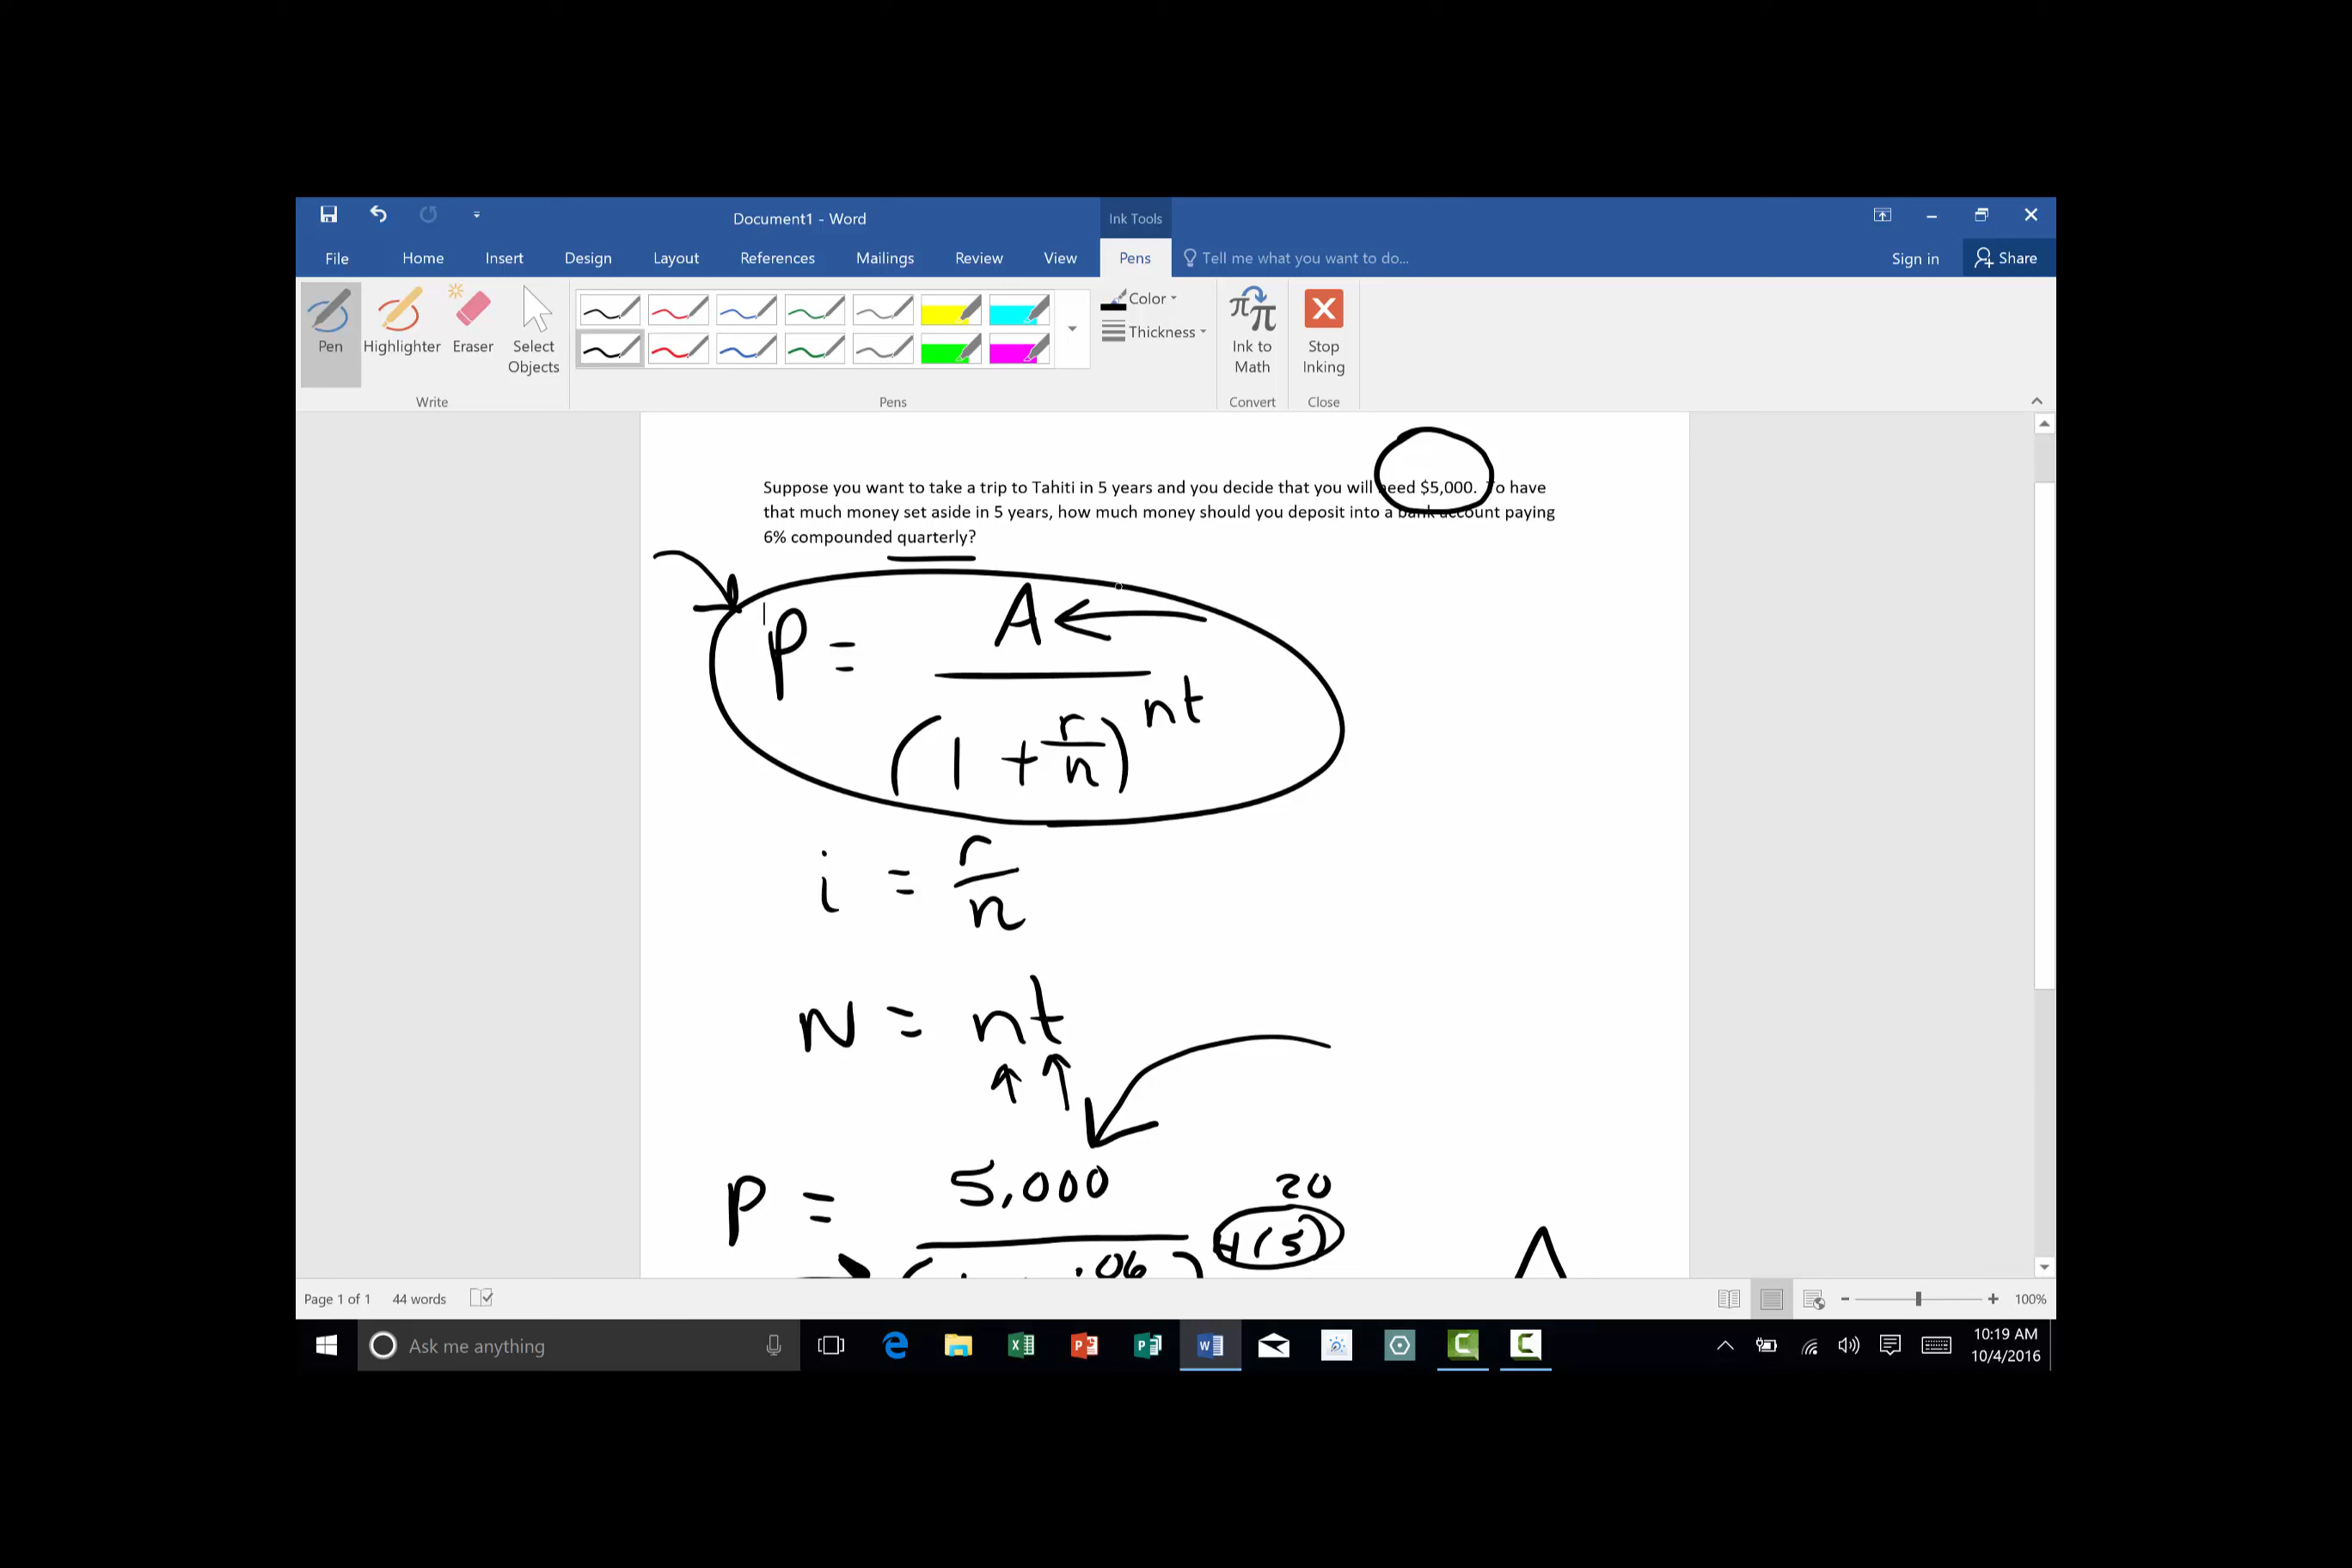 Document1 - Word
Ink Tools
File Home Insert Design Layout References Mailings Review View Pens Tell me what you want to do... Sign in Share
Pen Highlighter Eraser Select Objects
Color
Thickness
Ink to Math
Stop Inking
Write Pens Convert Close
Suppose you want to take a trip to Tahiti in 5 years and you decide that you will need $5,000. To have
that much money set aside in 5 years, how much money should you deposit into a bank account paying
6% compounded quarterly?
P = A
(1 + r/n)^nt
i = r/n
N = nt
P = 5,000 20
4(5)
.06
A
Page 1 of 1 44 words 100%
Ask me anything
10:19 AM
10/4/2016